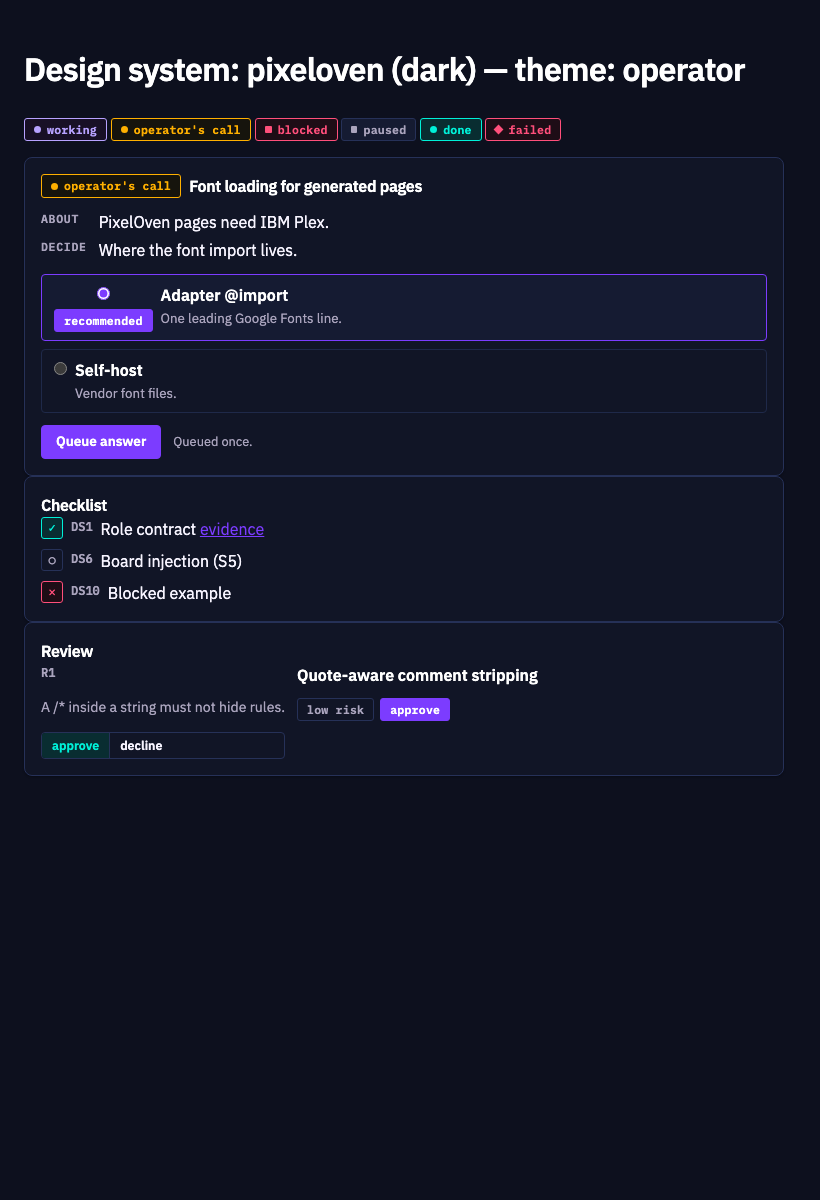 Design system: pixeloven (dark) — theme: operator
working operator's call blocked paused done failed
operator's call Font loading for generated pages
ABOUT PixelOven pages need IBM Plex.
DECIDE Where the font import lives.
Adapter @import
recommended One leading Google Fonts line.
Self-host
Vendor font files.
Queue answer Queued once.
Checklist
✓ DS1 Role contract evidence
○ DS6 Board injection (S5)
✕ DS10 Blocked example
Review
R1 Quote-aware comment stripping
A /* inside a string must not hide rules. low risk approve
approve decline